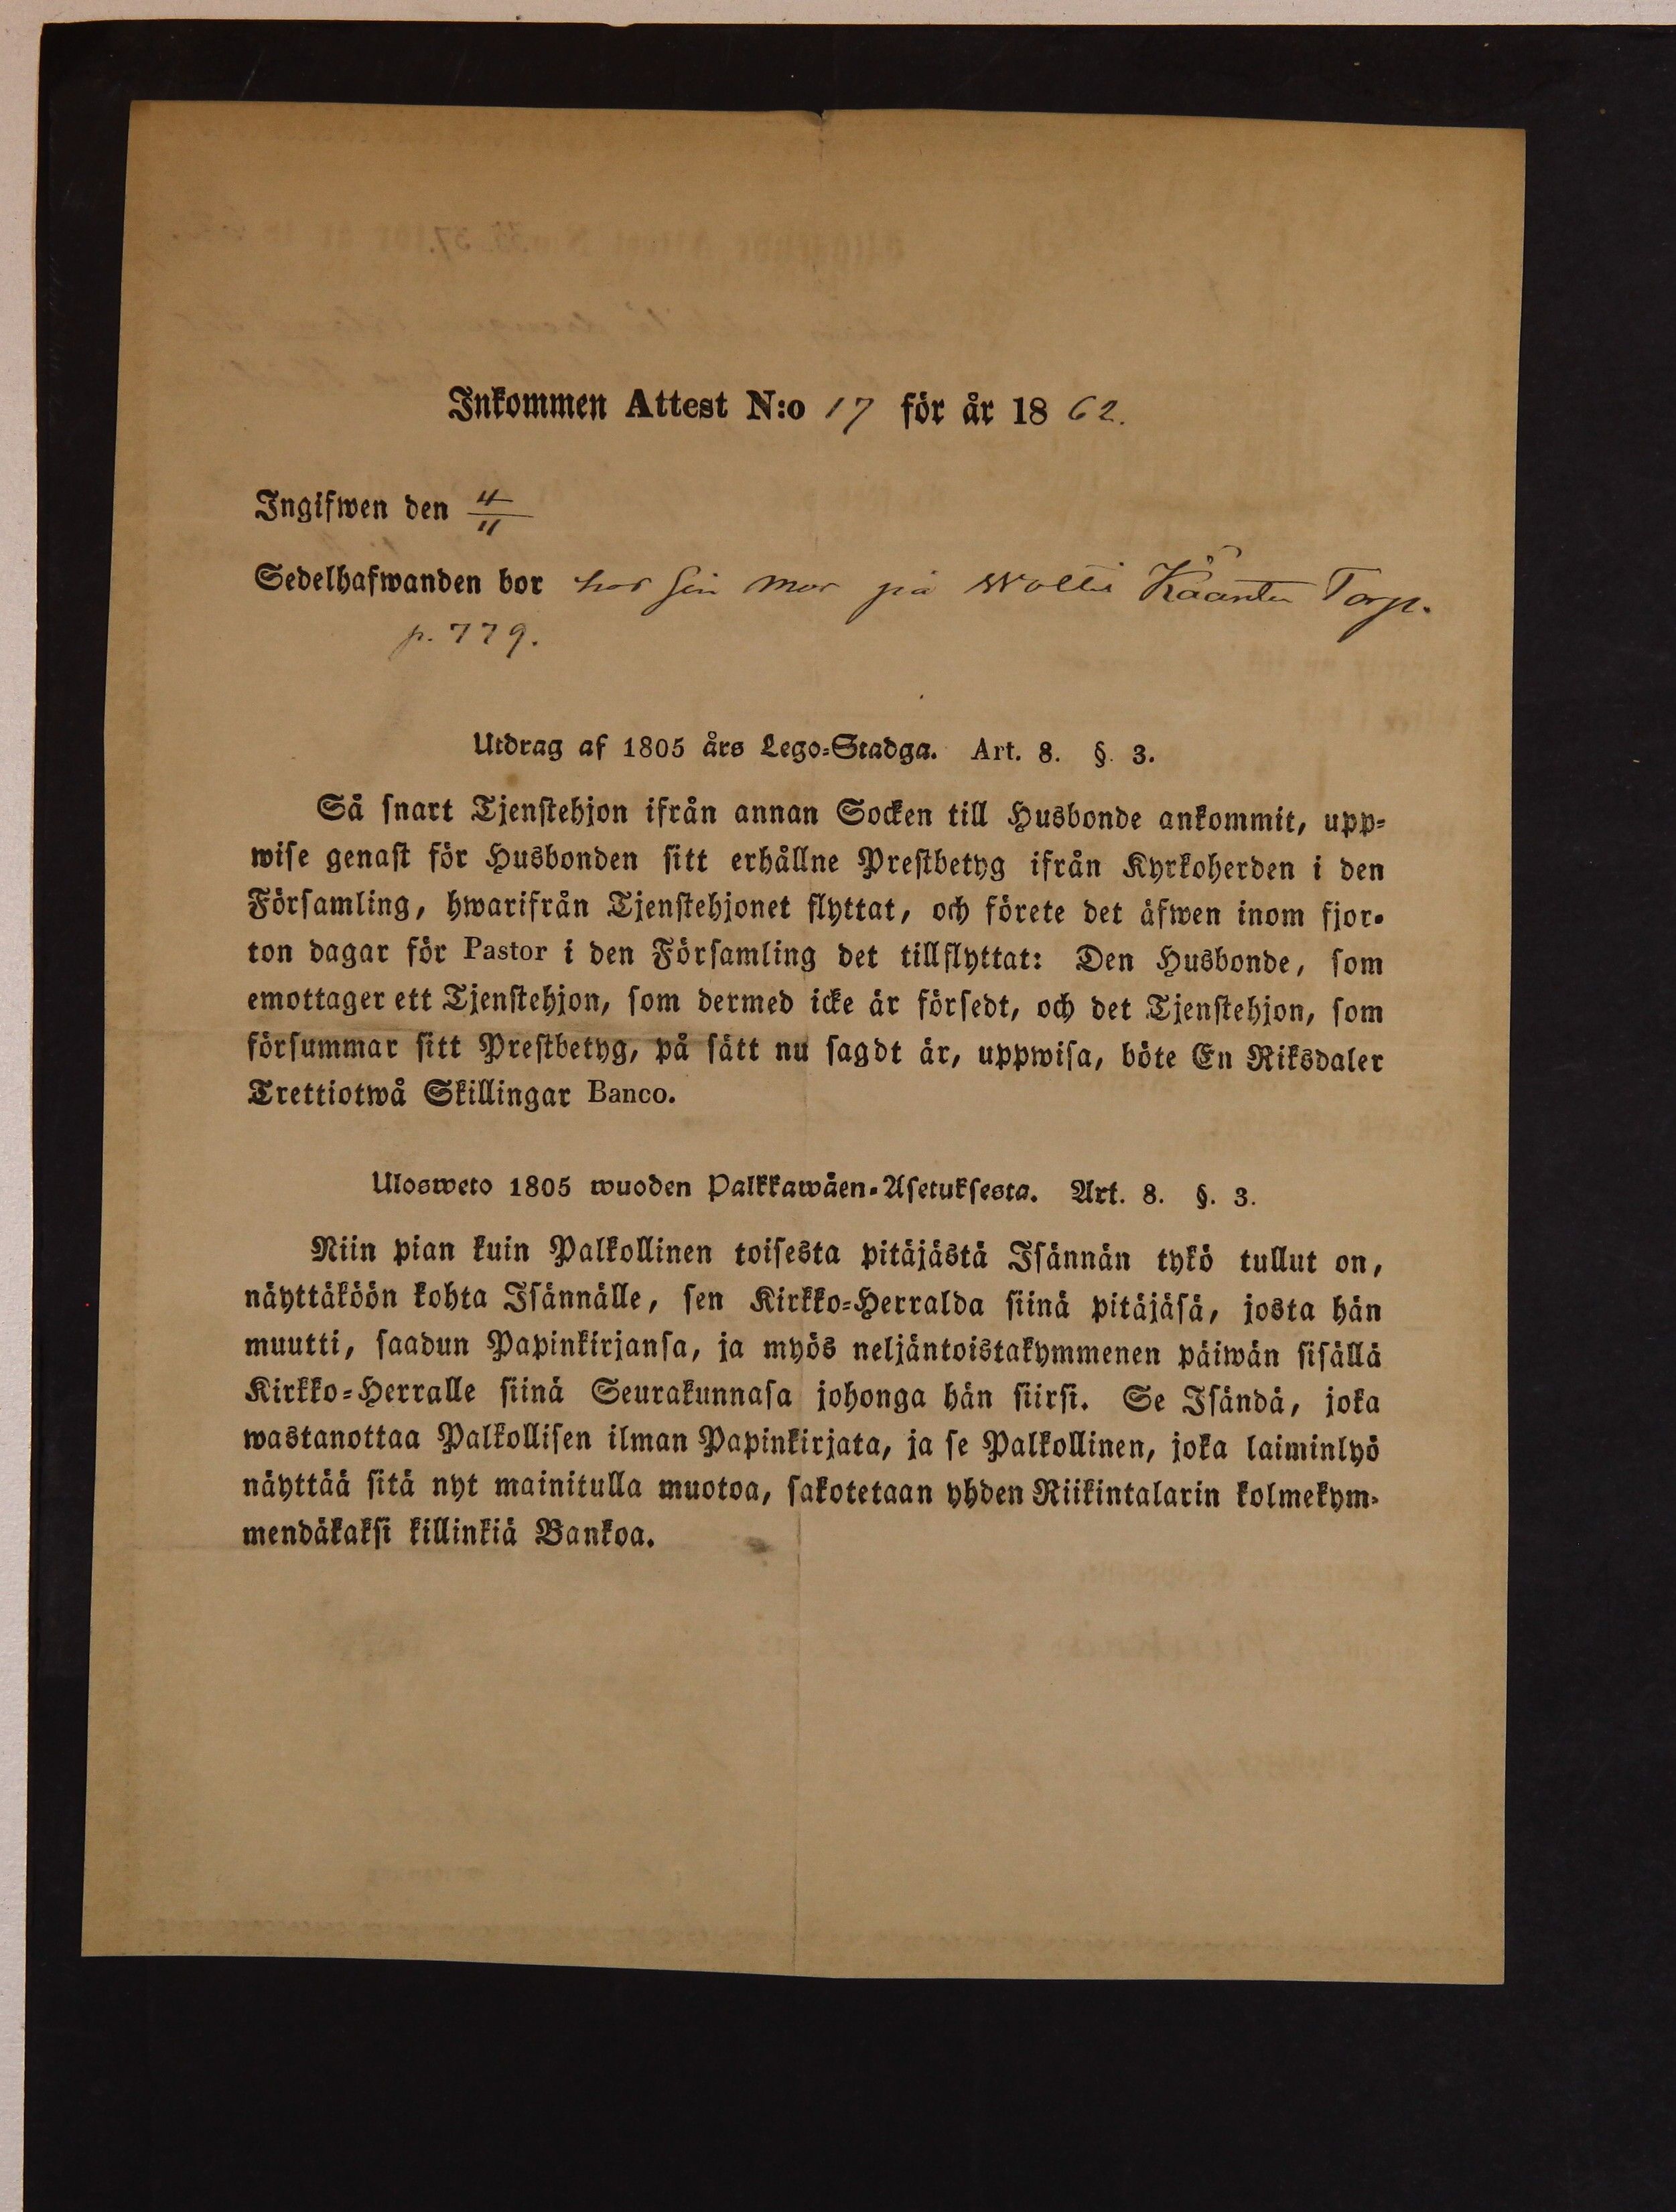 Inkommen Attest N:o 17 för år 1862.
Ingifwen den 4/11
Sedelhafwanden bor hos sin mor på Woltti Käänta Torp.
p. 779.
Utdrag af 1805 års Lego-Stadga. Art. 8. §. 3.
Så snart Tjenstehjon ifrån annan Socken till Husbonde ankommit, upp-
wise genast för Husbonden sitt erhållne Prestbetyg ifrån Kyrkoherden i den
Församling, hwarifrån Tjenstehjonet flyttat, och förete det äfwen inom fjor-
ton dagar för Pastor i den Församling det tillflyttat: Den Husbonde, som
emottager ett Tjenstehjon, som dermed icke är försedt, och det Tjenstehjon, som
försummar sitt Prestbetyg, på sätt nu sagdt är, uppwisa, böte En Riksdaler
Trettiotwå Skillingar Banco.
Ulosweto 1805 wuoden Palkkawäen-Asetuksesta. Art. 8. §. 3.
Niin pian kuin Palkollinen toisesta pitäjästä Isännän tykö tullut on,
näyttäköön kohta Isännälle, sen Kirkko-Herralda siinä pitäjäsä, josta hän
muutti, saadun Papinkirjansa, ja myös neljäntoistakymmenen päiwän sisällä
Kirkko-Herralle siinä Seurakunnasa johonga hän siirsi. Se Isändä, joka
wastanottaa Palkollisen ilman Papinkirjata, ja se Palkollinen, joka laiminlyö
näyttää sitä nyt mainitulla muotoa, sakotetaan yhden Riikintalarin kolmekym-
mendäkaksi killinkiä Bankoa.